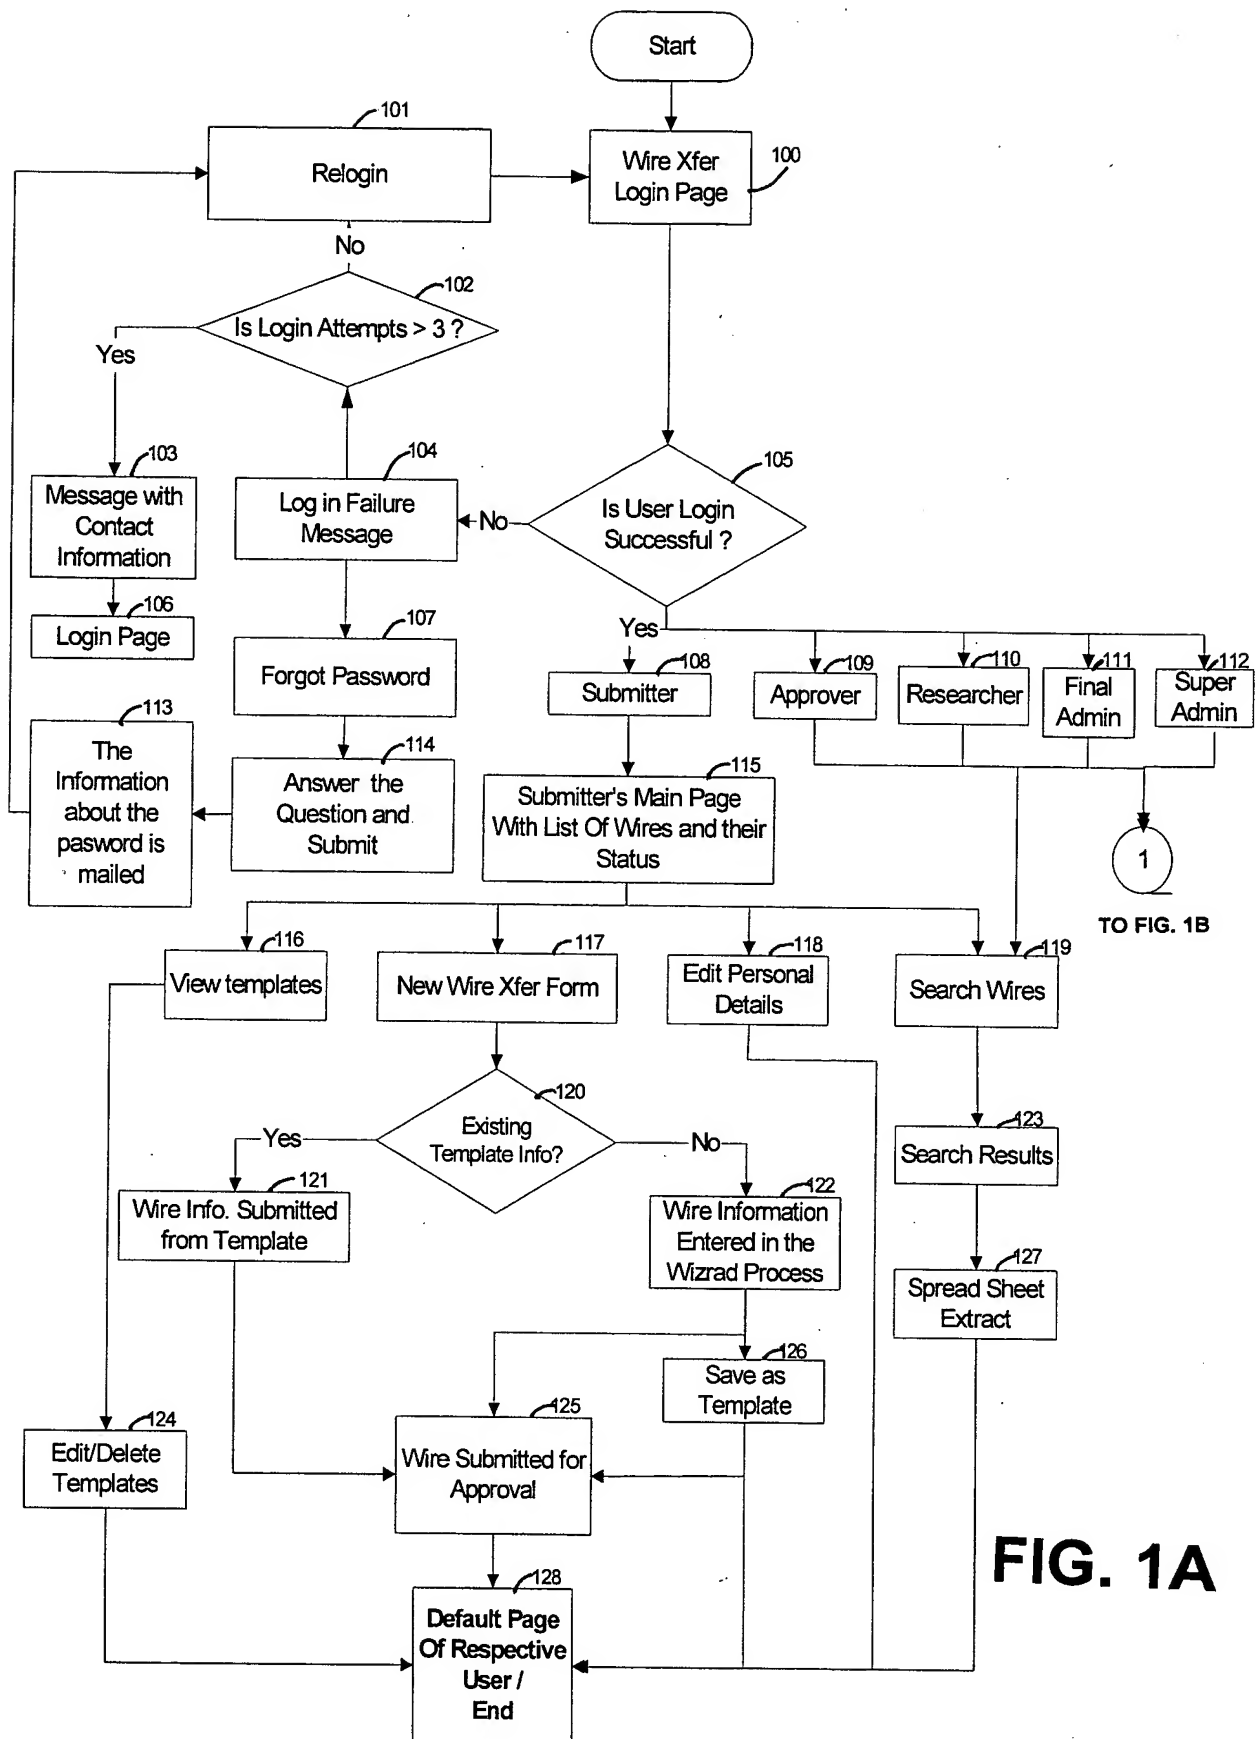 Start
101
Relogin
Wire Xfer
Login Page
100
No
102
Is Login Attempts > 3 ?
Yes
103
Message with
Contact
Information
104
Log in Failure
Message
No
105
Is User Login
Successful ?
106
Login Page
107
Forgot Password
Yes
108
Submitter
109
Approver
110
Researcher
111
Final
Admin
112
Super
Admin
113
The
Information
about the
pasword is
mailed
114
Answer the
Question and
Submit
115
Submitter's Main Page
With List Of Wires and their
Status
1
TO FIG. 1B
116
View templates
117
New Wire Xfer Form
118
Edit Personal
Details
119
Search Wires
120
Existing
Template Info?
Yes
No
121
Wire Info. Submitted
from Template
122
Wire Information
Entered in the
Wizrad Process
123
Search Results
127
Spread Sheet
Extract
126
Save as
Template
124
Edit/Delete
Templates
125
Wire Submitted for
Approval
128
Default Page
Of Respective
User /
End
FIG. 1A